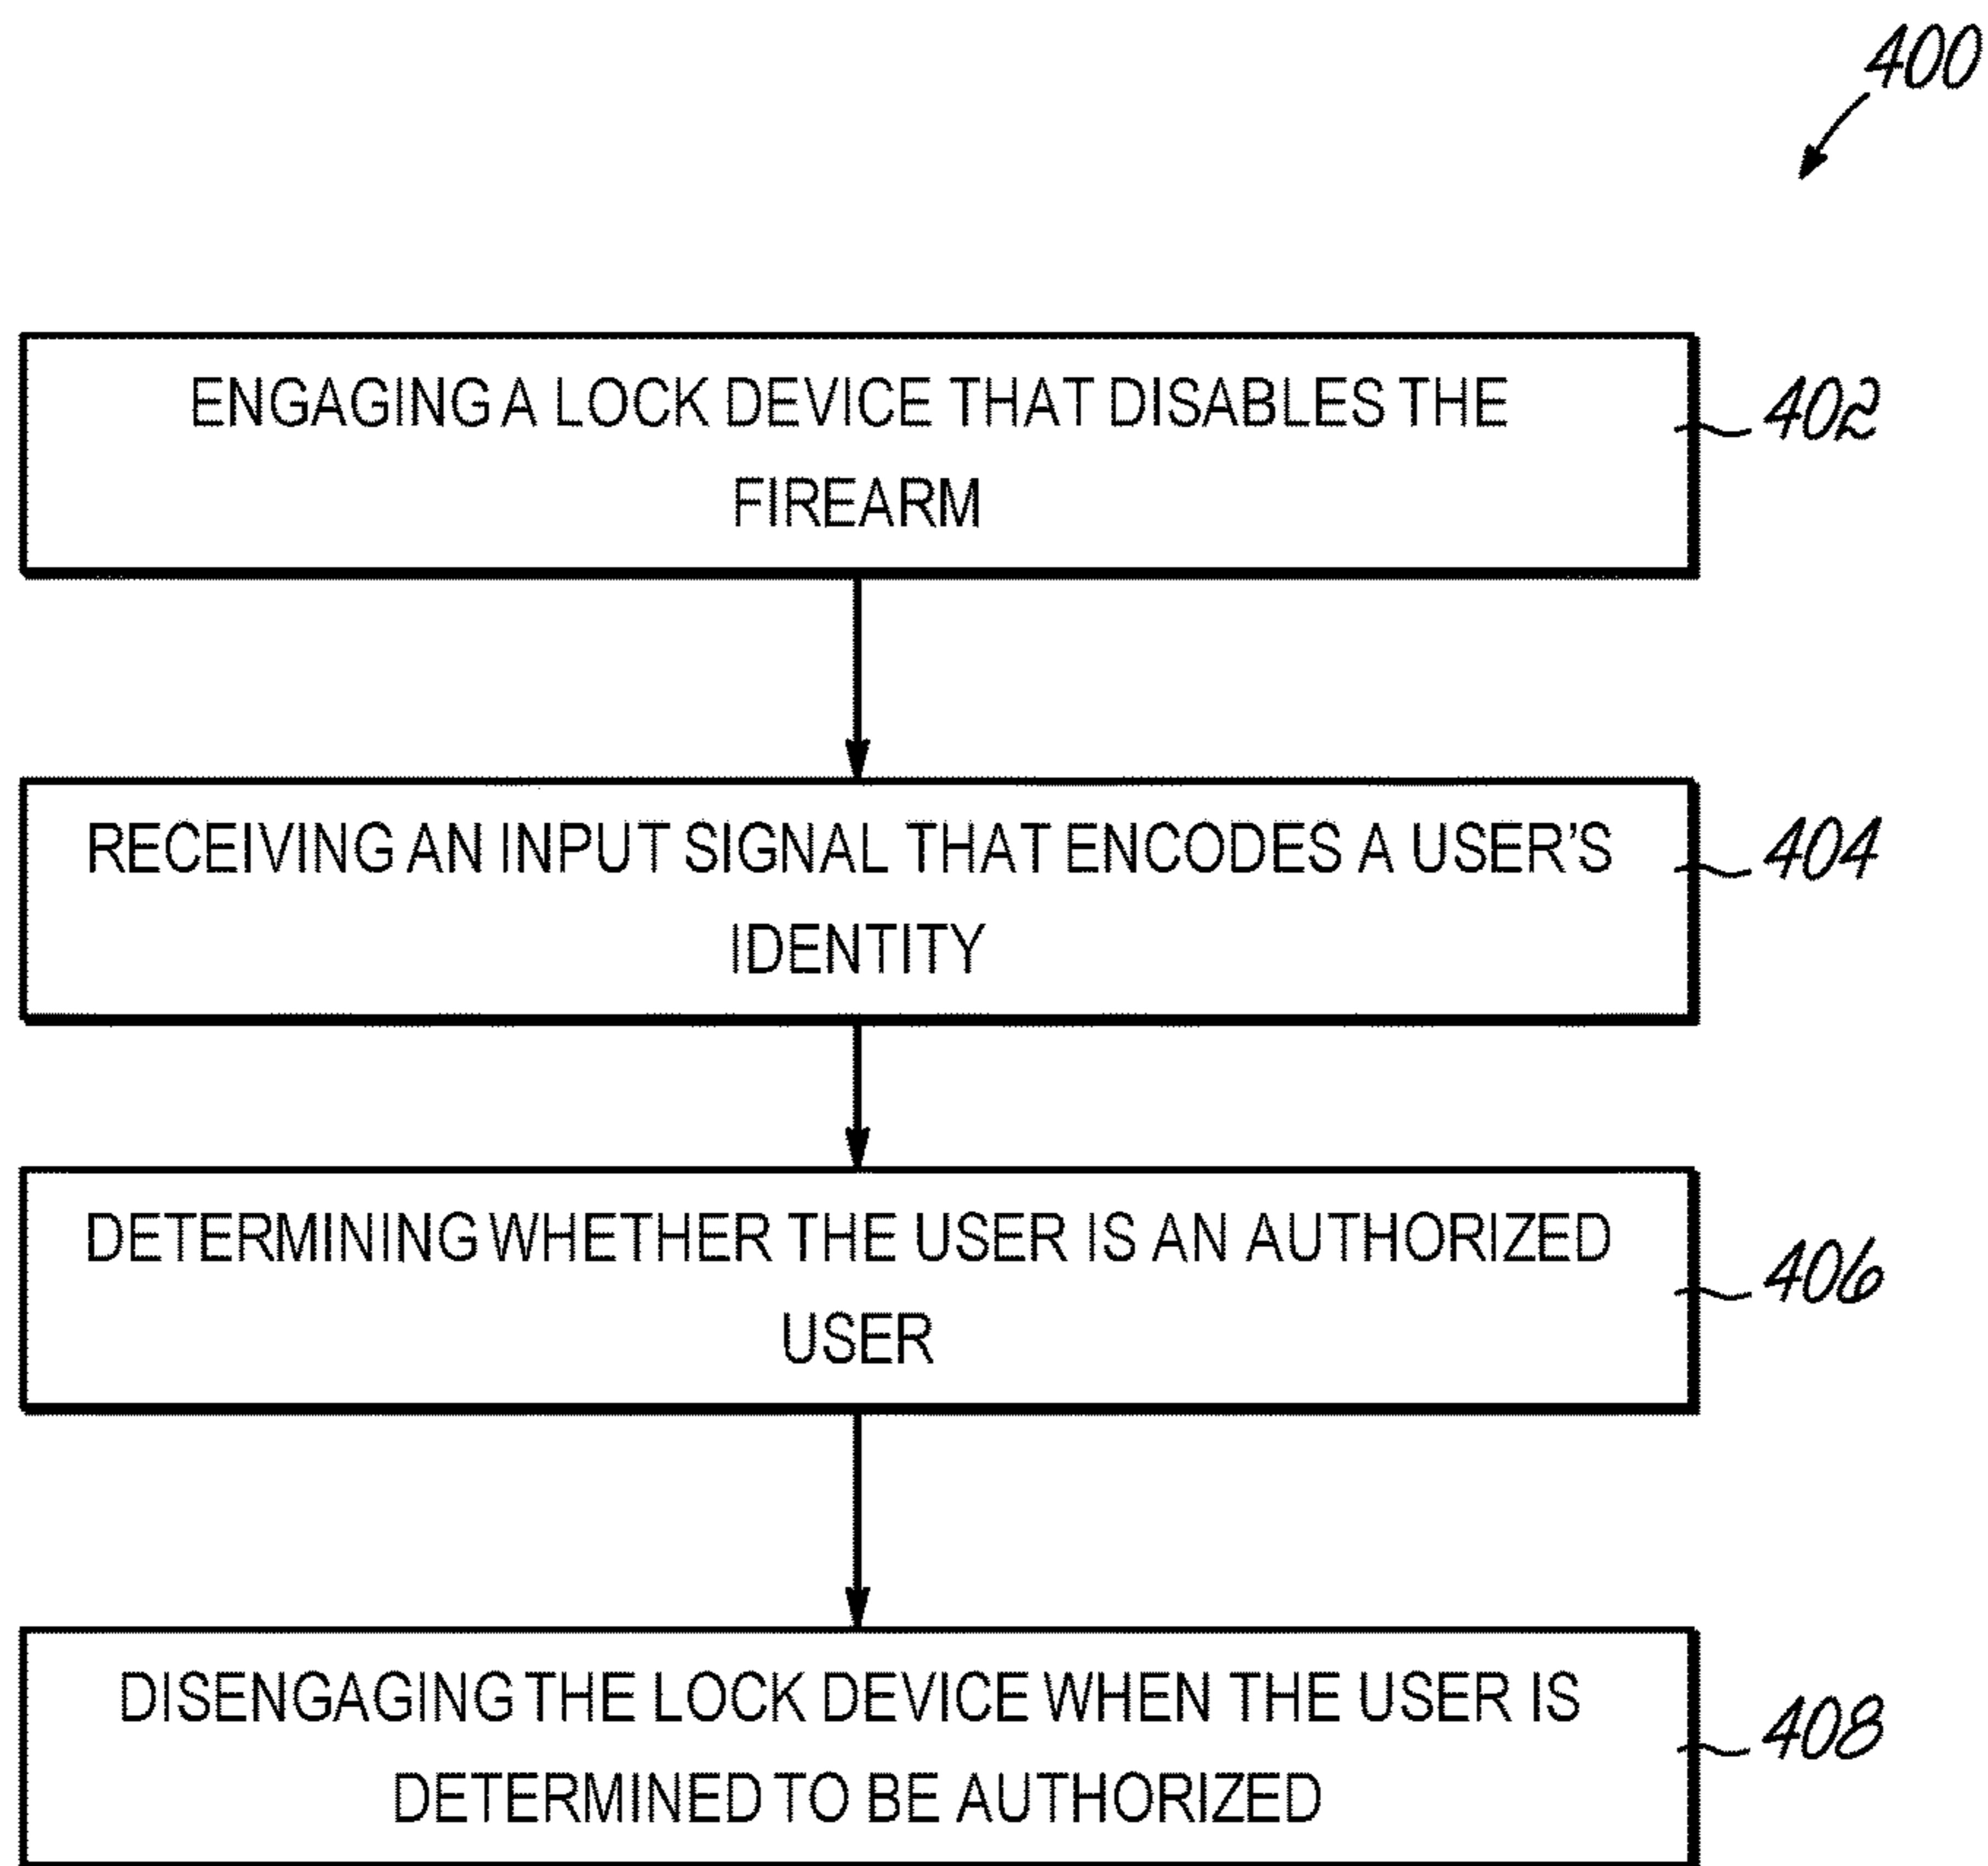 400
ENGAGING A LOCK DEVICE THAT DISABLES THE
FIREARM
402
RECEIVING AN INPUT SIGNAL THAT ENCODES A USER'S
IDENTITY
404
DETERMINING WHETHER THE USER IS AN AUTHORIZED
USER
406
DISENGAGING THE LOCK DEVICE WHEN THE USER IS
DETERMINED TO BE AUTHORIZED
408